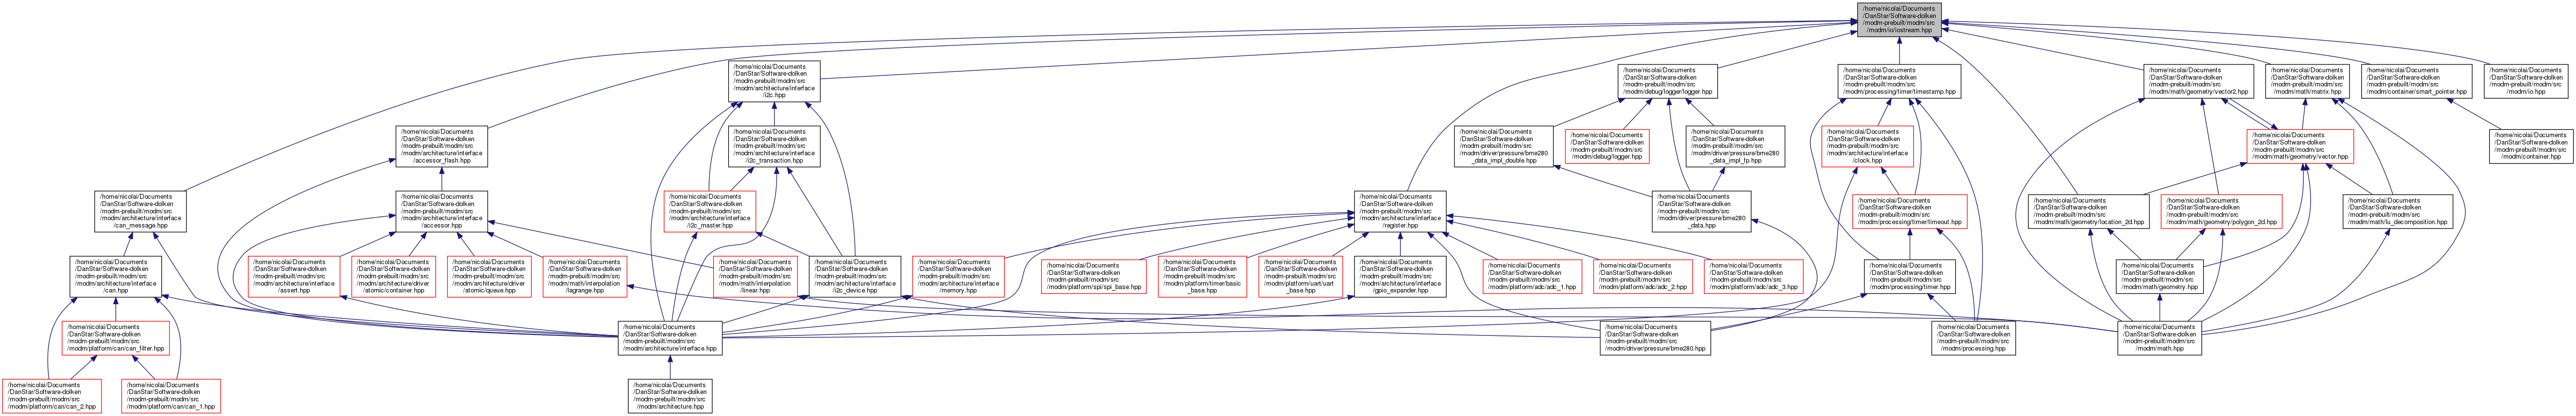 /home/nicolai/Documents
/DanStar/Software-dolken
/modm-prebuilt/modm/src
/modm/io/iostream.hpp
/home/nicolai/Documents
/DanStar/Software-dolken
/modm-prebuilt/modm/src
/modm/architecture/interface
/i2c.hpp
/home/nicolai/Documents
/DanStar/Software-dolken
/modm-prebuilt/modm/src
/modm/debug/logger/logger.hpp
/home/nicolai/Documents
/DanStar/Software-dolken
/modm-prebuilt/modm/src
/modm/processing/timer/timestamp.hpp
/home/nicolai/Documents
/DanStar/Software-dolken
/modm-prebuilt/modm/src
/modm/math/geometry/vector2.hpp
/home/nicolai/Documents
/DanStar/Software-dolken
/modm-prebuilt/modm/src
/modm/math/matrix.hpp
/home/nicolai/Documents
/DanStar/Software-dolken
/modm-prebuilt/modm/src
/modm/container/smart_pointer.hpp
/home/nicolai/Documents
/DanStar/Software-dolken
/modm-prebuilt/modm/src
/modm/io.hpp
/home/nicolai/Documents
/DanStar/Software-dolken
/modm-prebuilt/modm/src
/modm/architecture/interface
/accessor_flash.hpp
/home/nicolai/Documents
/DanStar/Software-dolken
/modm-prebuilt/modm/src
/modm/architecture/interface
/i2c_transaction.hpp
/home/nicolai/Documents
/DanStar/Software-dolken
/modm-prebuilt/modm/src
/modm/driver/pressure/bme280
_data_impl_double.hpp
/home/nicolai/Documents
/DanStar/Software-dolken
/modm-prebuilt/modm/src
/modm/debug/logger.hpp
/home/nicolai/Documents
/DanStar/Software-dolken
/modm-prebuilt/modm/src
/modm/driver/pressure/bme280
_data_impl_fp.hpp
/home/nicolai/Documents
/DanStar/Software-dolken
/modm-prebuilt/modm/src
/modm/architecture/interface
/clock.hpp
/home/nicolai/Documents
/DanStar/Software-dolken
/modm-prebuilt/modm/src
/modm/math/geometry/vector.hpp
/home/nicolai/Documents
/DanStar/Software-dolken
/modm-prebuilt/modm/src
/modm/container.hpp
/home/nicolai/Documents
/DanStar/Software-dolken
/modm-prebuilt/modm/src
/modm/architecture/interface
/can_message.hpp
/home/nicolai/Documents
/DanStar/Software-dolken
/modm-prebuilt/modm/src
/modm/architecture/interface
/accessor.hpp
/home/nicolai/Documents
/DanStar/Software-dolken
/modm-prebuilt/modm/src
/modm/architecture/interface
/i2c_master.hpp
/home/nicolai/Documents
/DanStar/Software-dolken
/modm-prebuilt/modm/src
/modm/architecture/interface
/register.hpp
/home/nicolai/Documents
/DanStar/Software-dolken
/modm-prebuilt/modm/src
/modm/driver/pressure/bme280
_data.hpp
/home/nicolai/Documents
/DanStar/Software-dolken
/modm-prebuilt/modm/src
/modm/processing/timer/timeout.hpp
/home/nicolai/Documents
/DanStar/Software-dolken
/modm-prebuilt/modm/src
/modm/math/geometry/location_2d.hpp
/home/nicolai/Documents
/DanStar/Software-dolken
/modm-prebuilt/modm/src
/modm/math/geometry/polygon_2d.hpp
/home/nicolai/Documents
/DanStar/Software-dolken
/modm-prebuilt/modm/src
/modm/math/lu_decomposition.hpp
/home/nicolai/Documents
/DanStar/Software-dolken
/modm-prebuilt/modm/src
/modm/architecture/interface
/can.hpp
/home/nicolai/Documents
/DanStar/Software-dolken
/modm-prebuilt/modm/src
/modm/architecture/interface
/assert.hpp
/home/nicolai/Documents
/DanStar/Software-dolken
/modm-prebuilt/modm/src
/modm/architecture/driver
/atomic/container.hpp
/home/nicolai/Documents
/DanStar/Software-dolken
/modm-prebuilt/modm/src
/modm/architecture/driver
/atomic/queue.hpp
/home/nicolai/Documents
/DanStar/Software-dolken
/modm-prebuilt/modm/src
/modm/math/interpolation
/lagrange.hpp
/home/nicolai/Documents
/DanStar/Software-dolken
/modm-prebuilt/modm/src
/modm/math/interpolation
/linear.hpp
/home/nicolai/Documents
/DanStar/Software-dolken
/modm-prebuilt/modm/src
/modm/architecture/interface
/i2c_device.hpp
/home/nicolai/Documents
/DanStar/Software-dolken
/modm-prebuilt/modm/src
/modm/architecture/interface
/memory.hpp
/home/nicolai/Documents
/DanStar/Software-dolken
/modm-prebuilt/modm/src
/modm/platform/spi/spi_base.hpp
/home/nicolai/Documents
/DanStar/Software-dolken
/modm-prebuilt/modm/src
/modm/platform/timer/basic
_base.hpp
/home/nicolai/Documents
/DanStar/Software-dolken
/modm-prebuilt/modm/src
/modm/platform/uart/uart
_base.hpp
/home/nicolai/Documents
/DanStar/Software-dolken
/modm-prebuilt/modm/src
/modm/architecture/interface
/gpio_expander.hpp
/home/nicolai/Documents
/DanStar/Software-dolken
/modm-prebuilt/modm/src
/modm/platform/adc/adc_1.hpp
/home/nicolai/Documents
/DanStar/Software-dolken
/modm-prebuilt/modm/src
/modm/platform/adc/adc_2.hpp
/home/nicolai/Documents
/DanStar/Software-dolken
/modm-prebuilt/modm/src
/modm/platform/adc/adc_3.hpp
/home/nicolai/Documents
/DanStar/Software-dolken
/modm-prebuilt/modm/src
/modm/processing/timer.hpp
/home/nicolai/Documents
/DanStar/Software-dolken
/modm-prebuilt/modm/src
/modm/math/geometry.hpp
/home/nicolai/Documents
/DanStar/Software-dolken
/modm-prebuilt/modm/src
/modm/platform/can/can_filter.hpp
/home/nicolai/Documents
/DanStar/Software-dolken
/modm-prebuilt/modm/src
/modm/architecture/interface.hpp
/home/nicolai/Documents
/DanStar/Software-dolken
/modm-prebuilt/modm/src
/modm/driver/pressure/bme280.hpp
/home/nicolai/Documents
/DanStar/Software-dolken
/modm-prebuilt/modm/src
/modm/processing.hpp
/home/nicolai/Documents
/DanStar/Software-dolken
/modm-prebuilt/modm/src
/modm/math.hpp
/home/nicolai/Documents
/DanStar/Software-dolken
/modm-prebuilt/modm/src
/modm/platform/can/can_2.hpp
/home/nicolai/Documents
/DanStar/Software-dolken
/modm-prebuilt/modm/src
/modm/platform/can/can_1.hpp
/home/nicolai/Documents
/DanStar/Software-dolken
/modm-prebuilt/modm/src
/modm/architecture.hpp